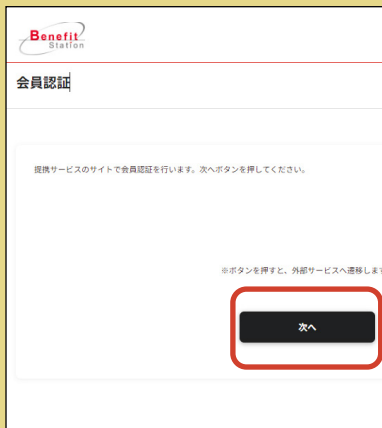 Benefit
Station
会員認証
提携サービスのサイトで会員認証を行います。次へボタンを押してください。
※ボタンを押すと、外部サービスへ遷移します
次へ